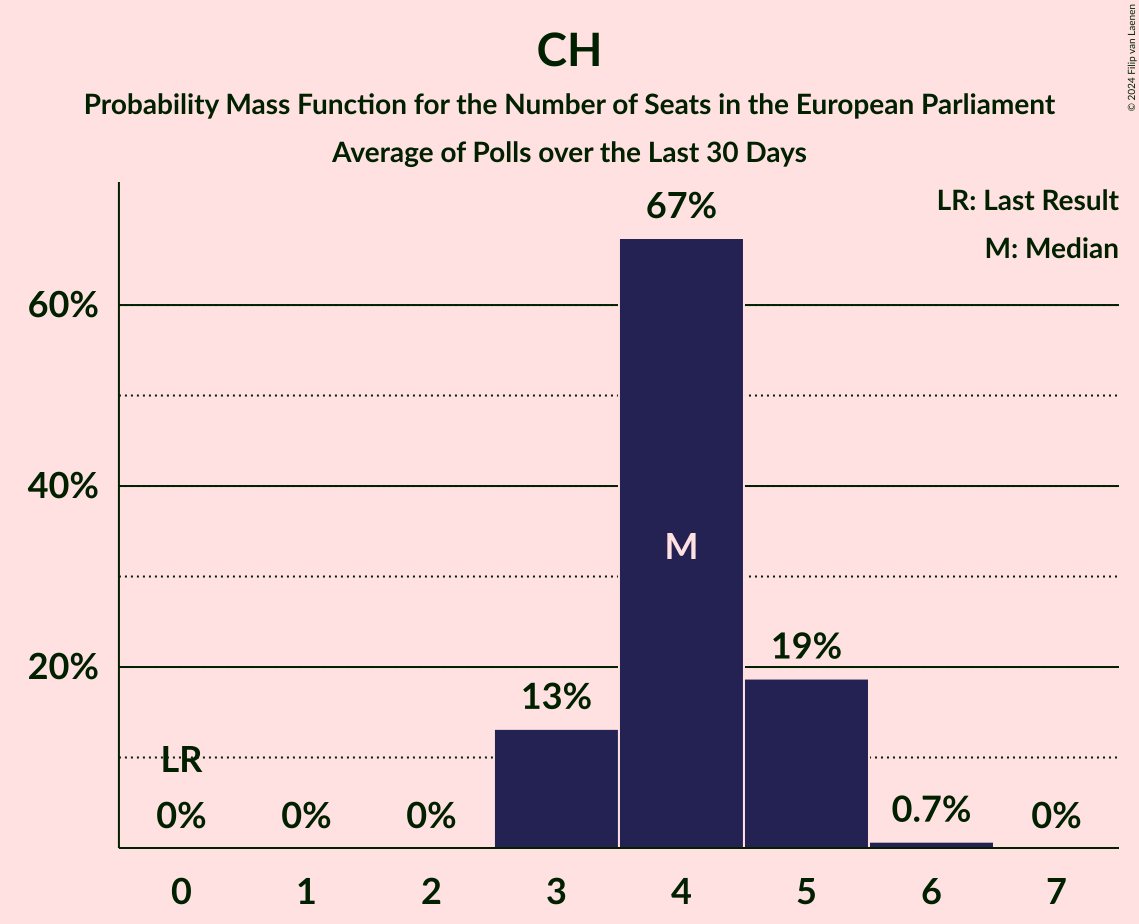 CH
Probability Mass Function for the Number of Seats in the European Parliament
Average of Polls over the Last 30 Days
© 2024 Filip van Laenen
LR: Last Result
M: Median
67%
60%
40%
M
20%
19%
13%
LR
0%
0%
0%
0.7%
0%
0 1 2 3 4 5 6 7